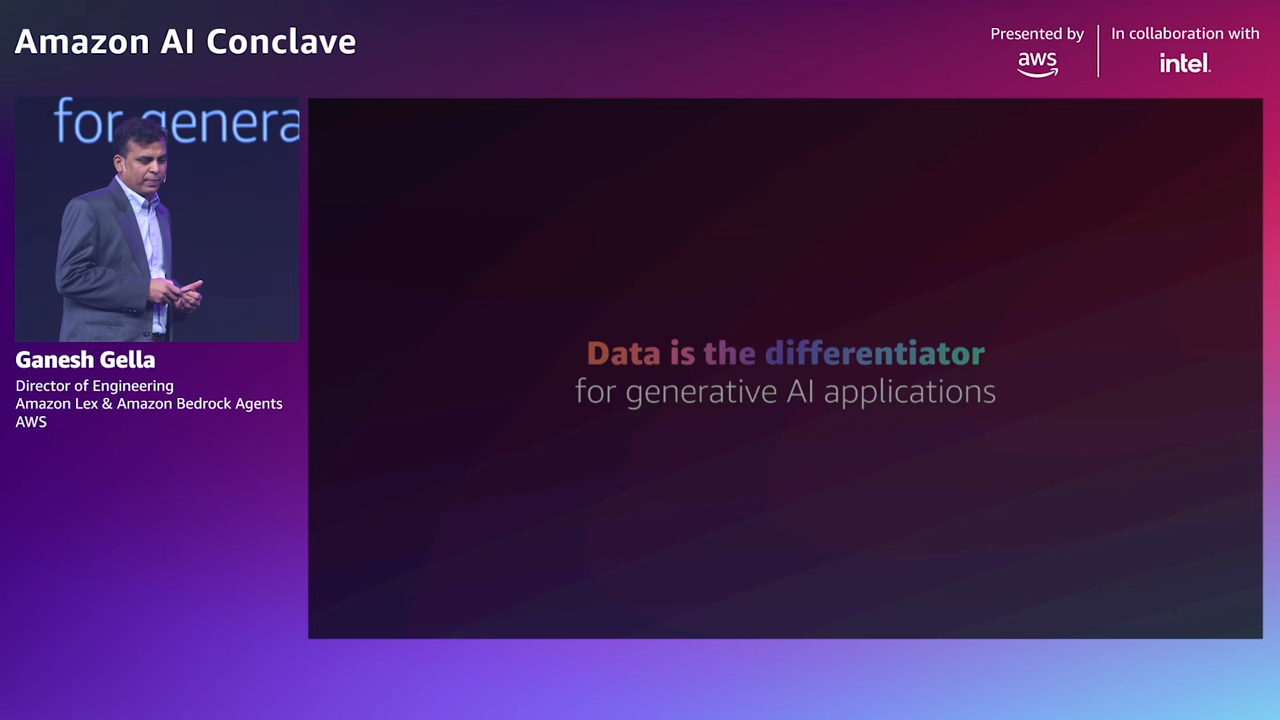 Amazon AI Conclave
Presented by
aws
In collaboration with
intel.
for genera
Ganesh Gella
Director of Engineering
Amazon Lex & Amazon Bedrock Agents
AWS
Data is the differentiator
for generative AI applications